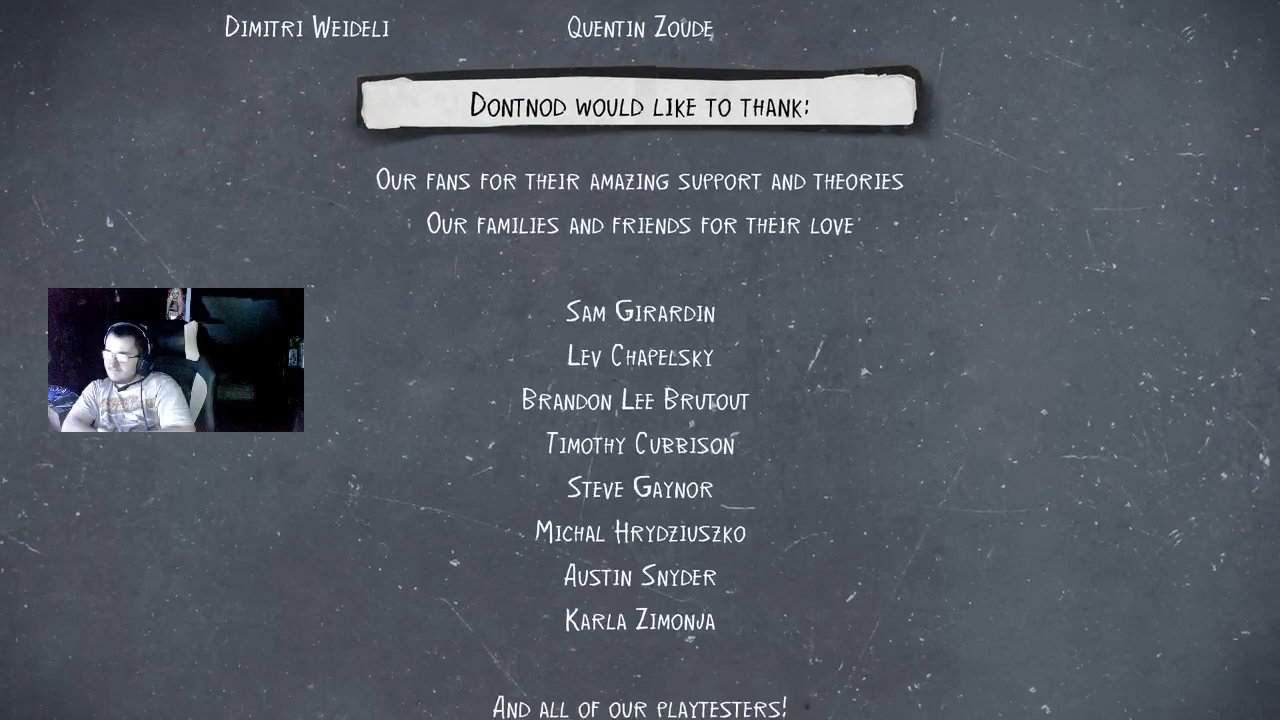 Dimitri Weideli Quentin Zoude
Dontnod would like to thank:
Our fans for their amazing support and theories
Our families and friends for their love
Sam Girardin
Lev Chapelsky
Brandon Lee Brutout
Timothy Cubbison
Steve Gaynor
Michal Hrydziuszko
Austin Snyder
Karla Zimonja
And all of our playtesters!